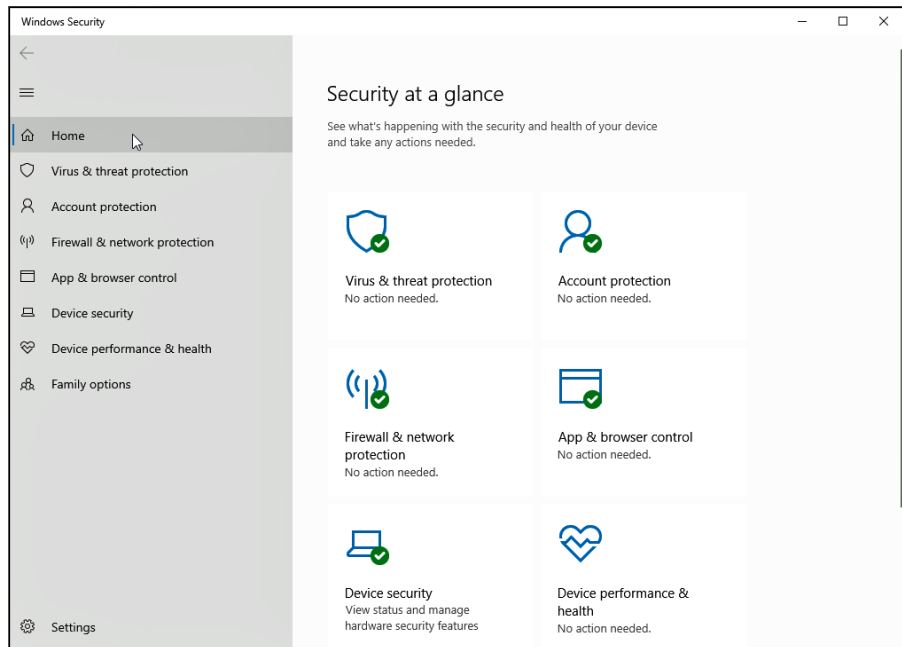 Windows Security
Home
Virus & threat protection
Account protection
Firewall & network protection
App & browser control
Device security
Device performance & health
Family options
Settings
Security at a glance
See what's happening with the security and health of your device
and take any actions needed.
Virus & threat protection
No action needed.
Account protection
No action needed.
Firewall & network
protection
No action needed.
App & browser control
No action needed.
Device security
View status and manage
hardware security features
Device performance &
health
No action needed.